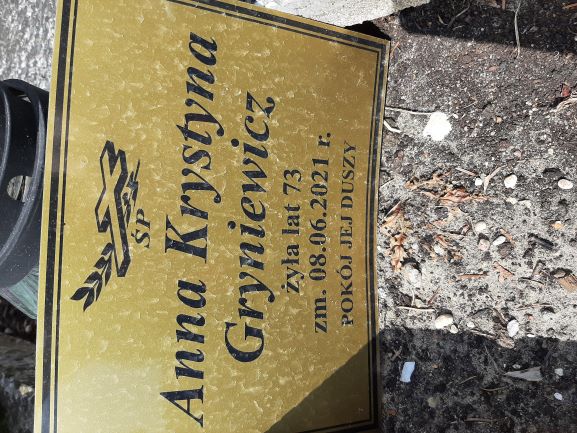 ŚP
Anna Krystyna
Gryniewicz
żyła lat 73
zm. 08.06.2021 r.
POKÓJ JEJ DUSZY